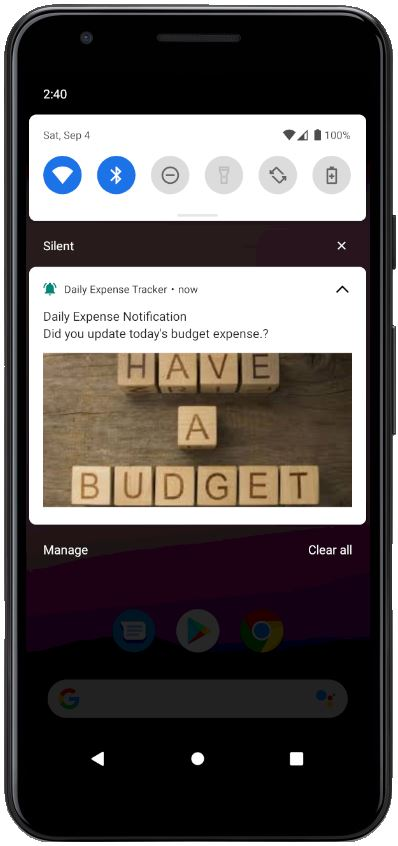 2:40
Sat, Sep 4 100%
Silent
Daily Expense Tracker • now
Daily Expense Notification
Did you update today's budget expense.?
HAVE
A
BUDGET
Manage Clear all